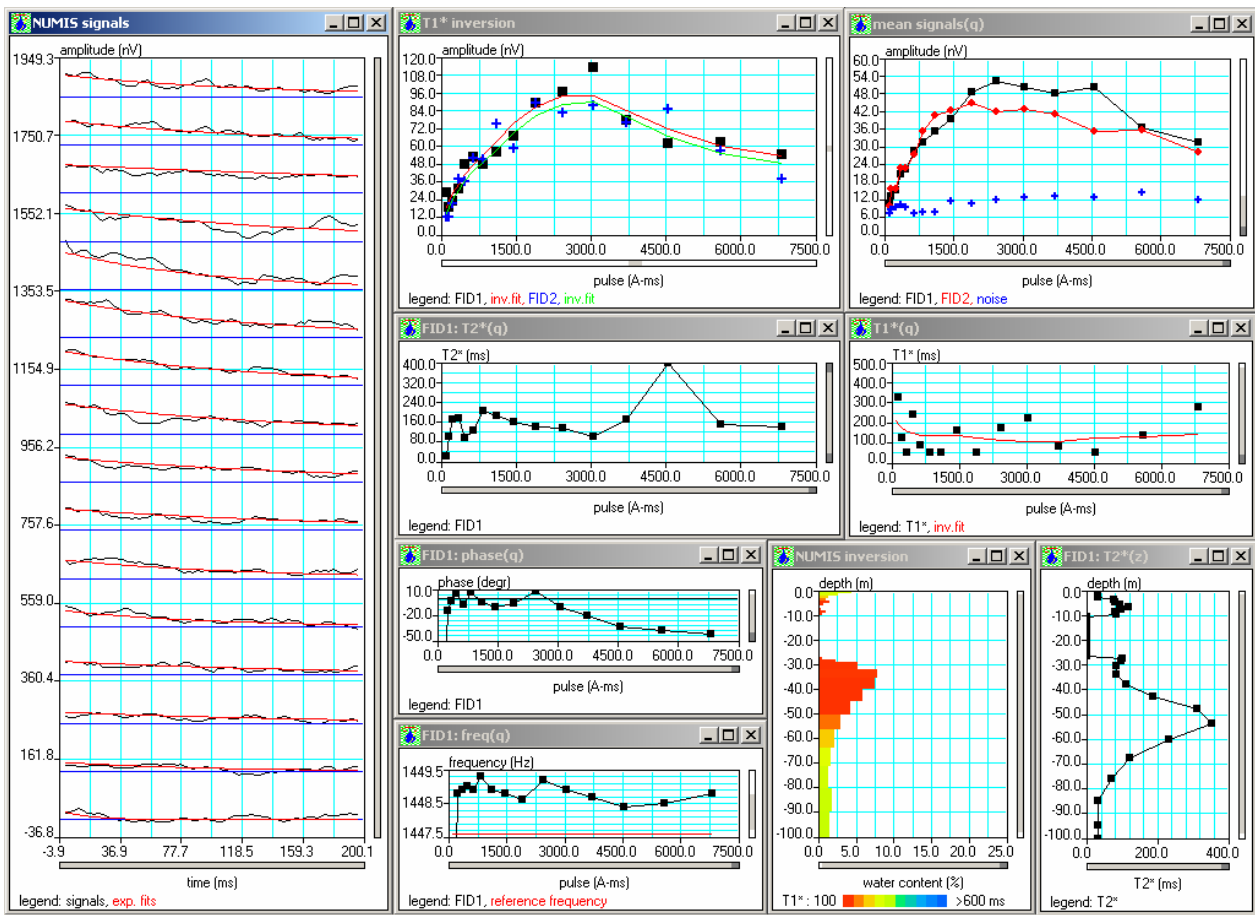 NUMIS signals
amplitude (nV)
1949.3
1750.7
1552.1
1353.5
1154.9
956.2
757.6
559.0
360.4
161.8
-36.8
-3.9 36.9 77.7 118.5 159.3 200.1
time (ms)
legend: signals, exp. fits
T1* inversion
amplitude (nV)
120.0
108.0
96.0
84.0
72.0
60.0
48.0
36.0
24.0
12.0
0.0
0.0 1500.0 3000.0 4500.0 6000.0 7500.0
pulse (A-ms)
legend: FID1, inv.fit, FID2, inv.fit
mean signals(q)
amplitude (nV)
60.0
54.0
48.0
42.0
36.0
30.0
24.0
18.0
12.0
6.0
0.0
0.0 1500.0 3000.0 4500.0 6000.0 7500.0
pulse (A-ms)
legend: FID1, FID2, noise
FID1: T2*(q)
T2* (ms)
400.0
320.0
240.0
160.0
80.0
0.0
0.0 1500.0 3000.0 4500.0 6000.0 7500.0
pulse (A-ms)
legend: FID1
T1*(q)
T1* (ms)
500.0
400.0
300.0
200.0
100.0
0.0
0.0 1500.0 3000.0 4500.0 6000.0 7500.0
pulse (A-ms)
legend: T1*, inv.fit
FID1: phase(q)
phase (degr)
10.0
-50.0
0.0 1500.0 3000.0 4500.0 6000.0 7500.0
pulse (A-ms)
legend: FID1
FID1: freq(q)
frequency (Hz)
1449.5
1448.5
1447.5
0.0 1500.0 3000.0 4500.0 6000.0 7500.0
pulse (A-ms)
legend: FID1, reference frequency
NUMIS inversion
depth (m)
0.0
-10.0
-20.0
-30.0
-40.0
-50.0
-60.0
-70.0
-80.0
-90.0
-100.0
0.0 5.0 10.0 15.0 20.0 25.0
water content (%)
T1* : 100 >600 ms
FID1: T2*(z)
depth (m)
0.0
-10.0
-20.0
-30.0
-40.0
-50.0
-60.0
-70.0
-80.0
-90.0
-100.0
0.0 200.0 400.0
T2* (ms)
legend: T2*